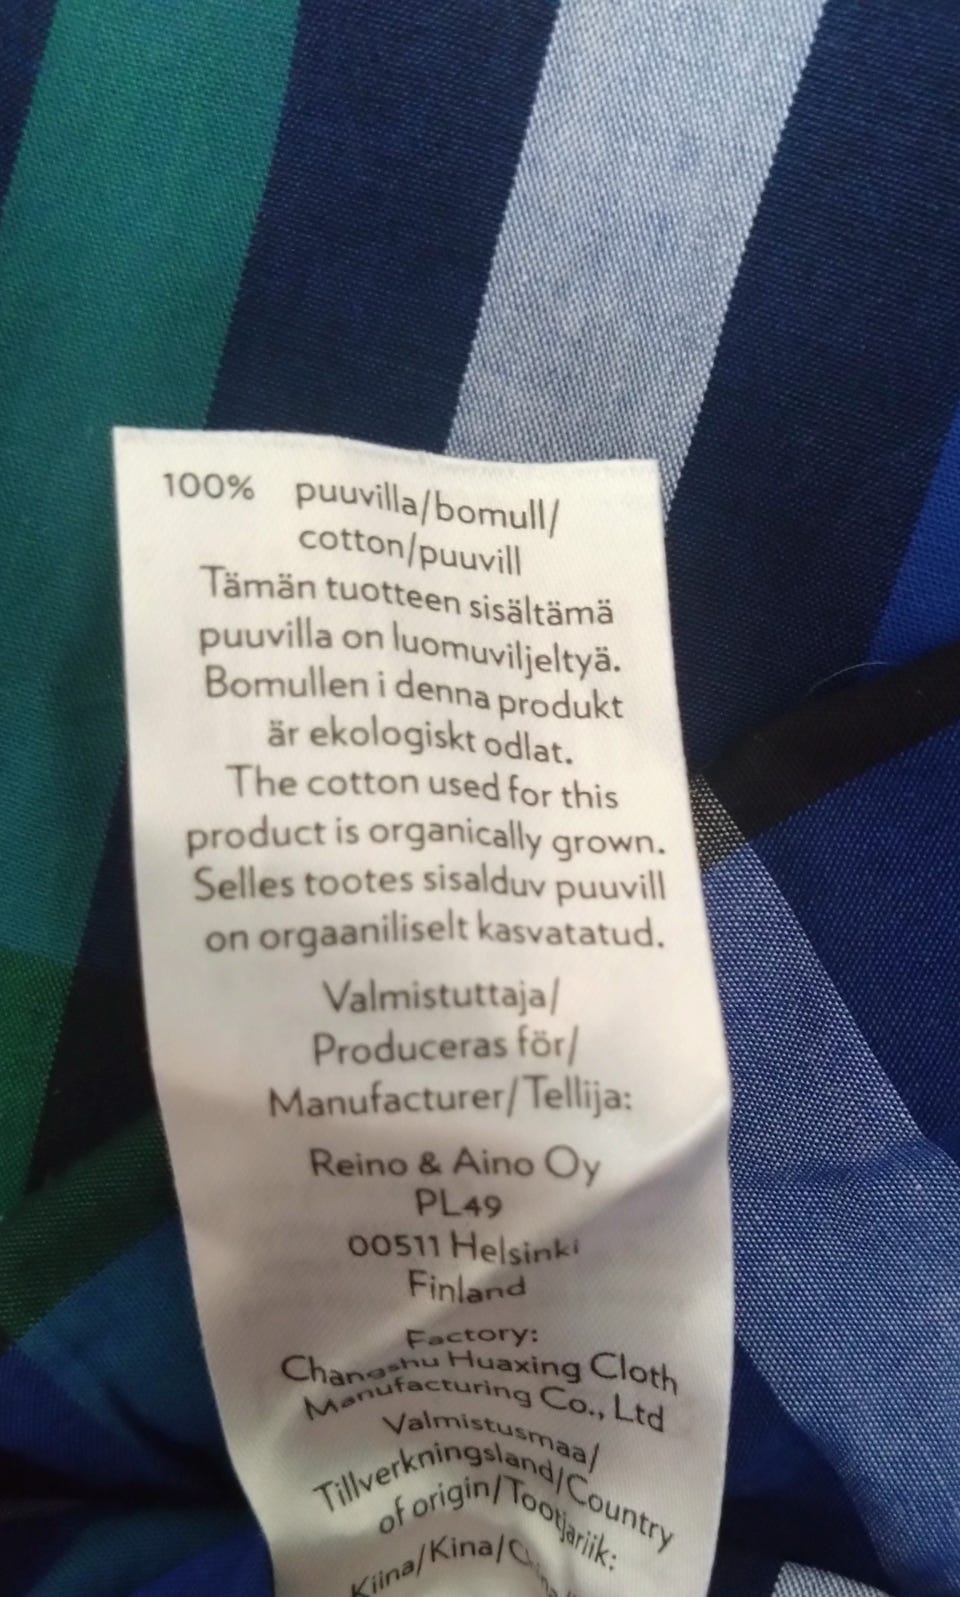 100% puuvilla/bomull/
cotton/puuvill
Tämän tuotteen sisältämä
puuvilla on luomuviljeltyä.
Bomullen i denna produkt
är ekologiskt odlat.
The cotton used for this
product is organically grown.
Selles tootes sisalduv puuvill
on orgaaniliselt kasvatatud.
Valmistuttaja/
Produceras för/
Manufacturer/Tellija:
Reino & Aino Oy
PL49
00511 Helsinki
Finland
Factory:
Changshu Huaxing Cloth
Manufacturing Co., Ltd
Valmistusmaa/
Tillverkningsland/Country
of origin/Tootjariik:
Kiina/Kina/China/